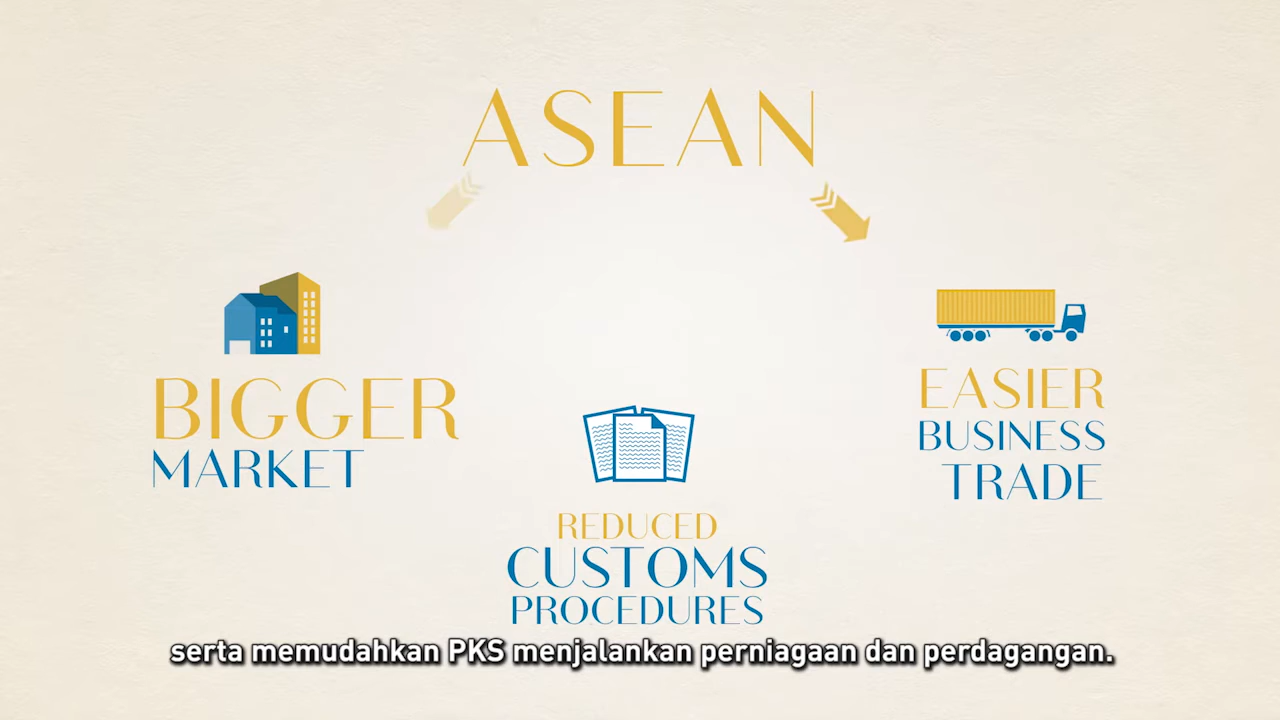 ASEAN
BIGGER
MARKET
EASIER
BUSINESS
TRADE
REDUCED
CUSTOMS
PROCEDURES
serta memudahkan PKS menjalankan perniagaan dan perdagangan.